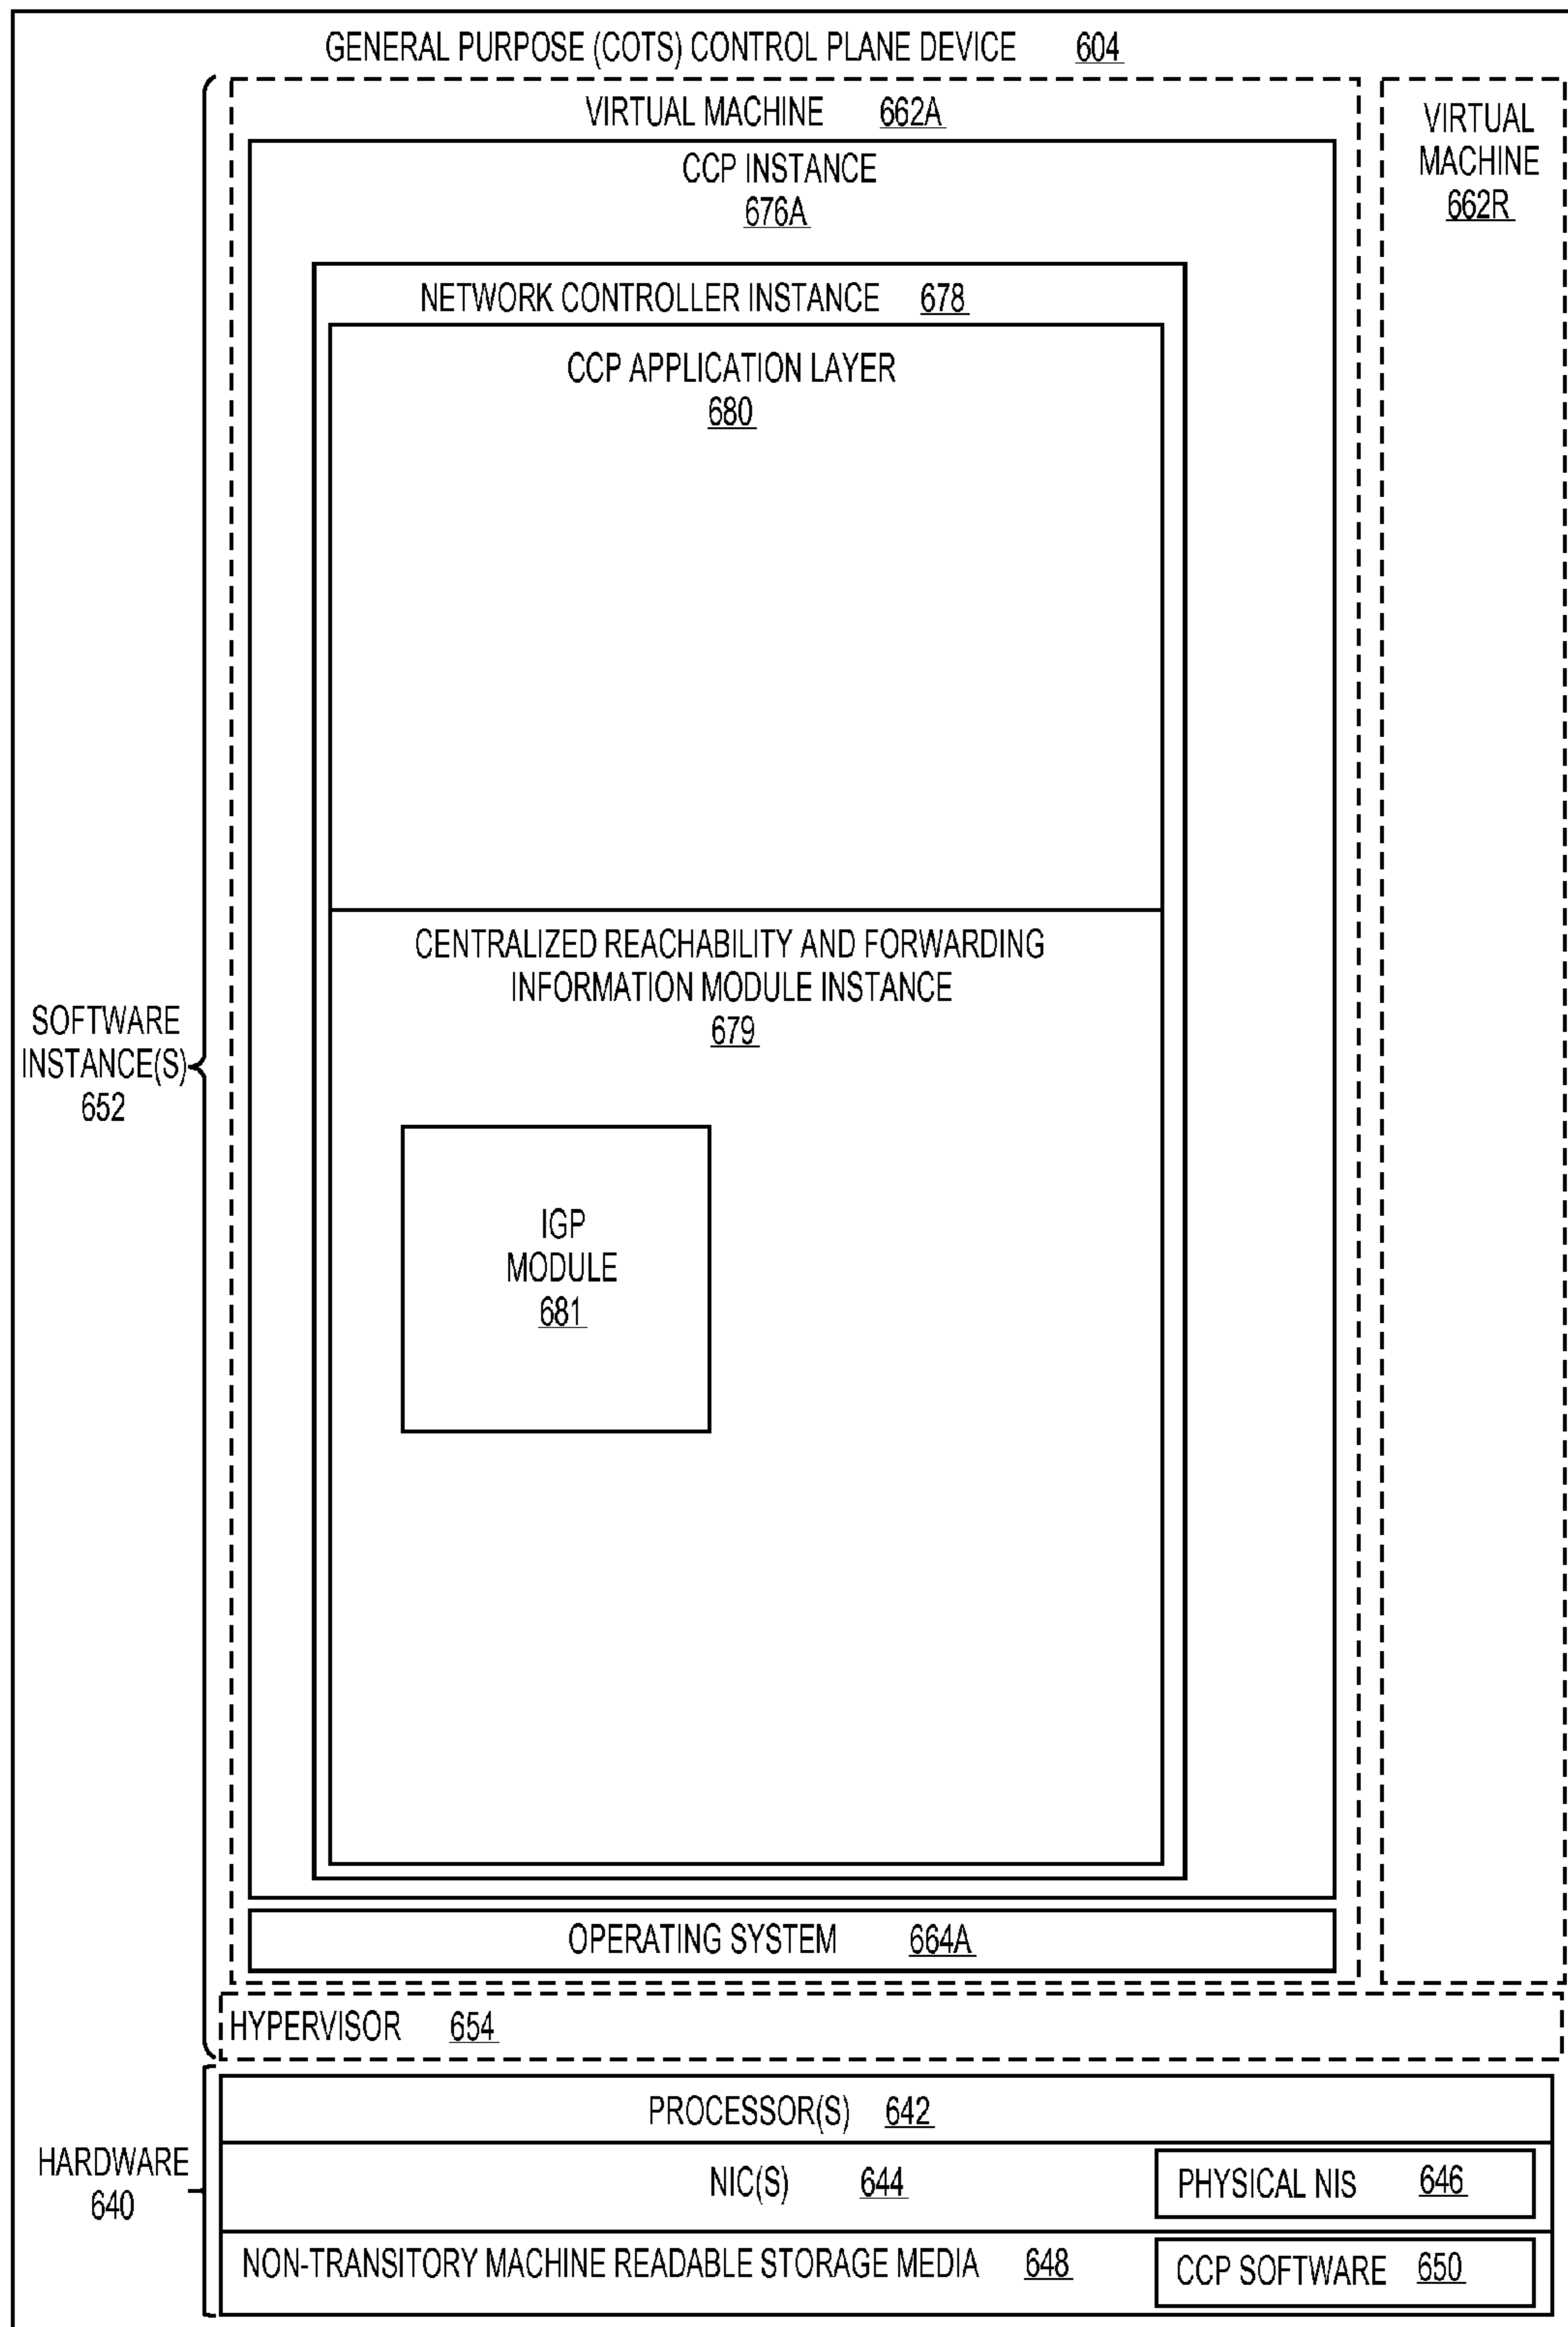 GENERAL PURPOSE (COTS) CONTROL PLANE DEVICE 604
VIRTUAL MACHINE 662A
VIRTUAL
MACHINE
662R
CCP INSTANCE
676A
NETWORK CONTROLLER INSTANCE 678
CCP APPLICATION LAYER
680
CENTRALIZED REACHABILITY AND FORWARDING
INFORMATION MODULE INSTANCE
679
SOFTWARE
INSTANCE(S)
652
IGP
MODULE
681
OPERATING SYSTEM 664A
HYPERVISOR 654
PROCESSOR(S) 642
HARDWARE
640
NIC(S) 644
PHYSICAL NIS 646
NON-TRANSITORY MACHINE READABLE STORAGE MEDIA 648
CCP SOFTWARE 650